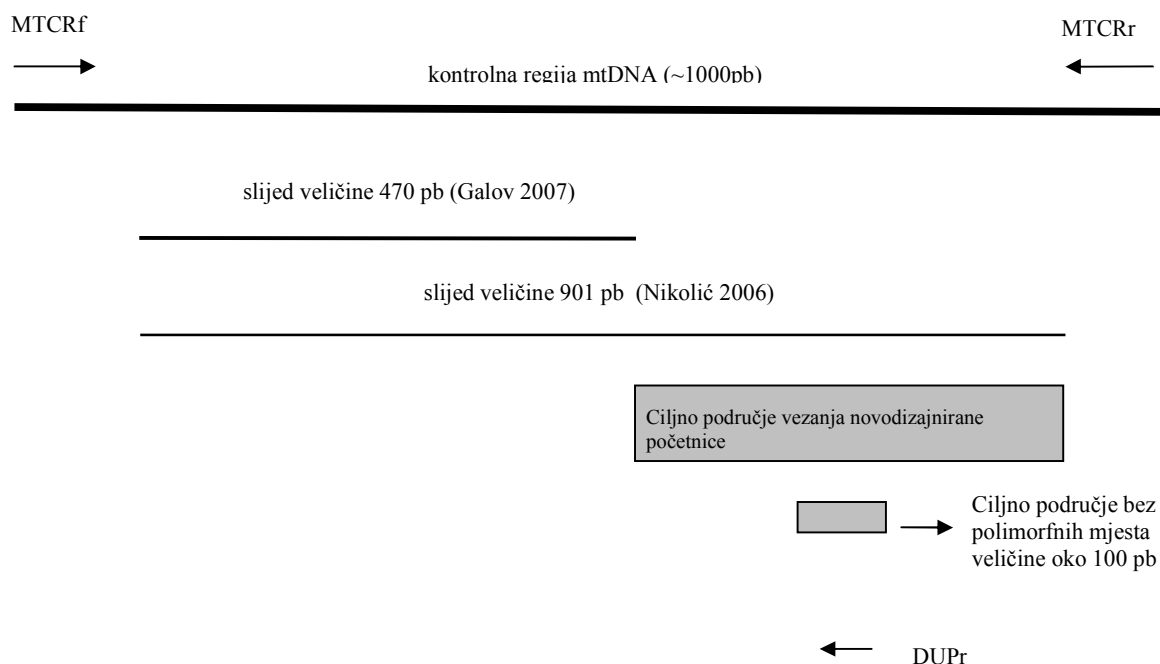 MTCRf
MTCRr
kontrolna regija mtDNA (~1000pb)
slijed veličine 470 pb (Galov 2007)
slijed veličine 901 pb (Nikolić 2006)
Ciljno područje vezanja novodizajnirane
početnice
Ciljno područje bez
polimorfnih mjesta
veličine oko 100 pb
DUPr